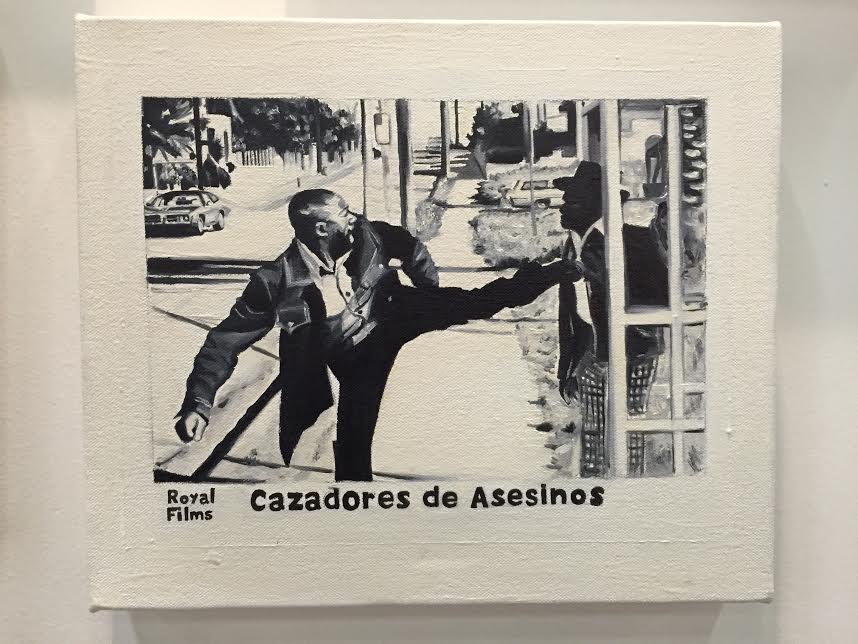 Royal
Films
Cazadores de Asesinos